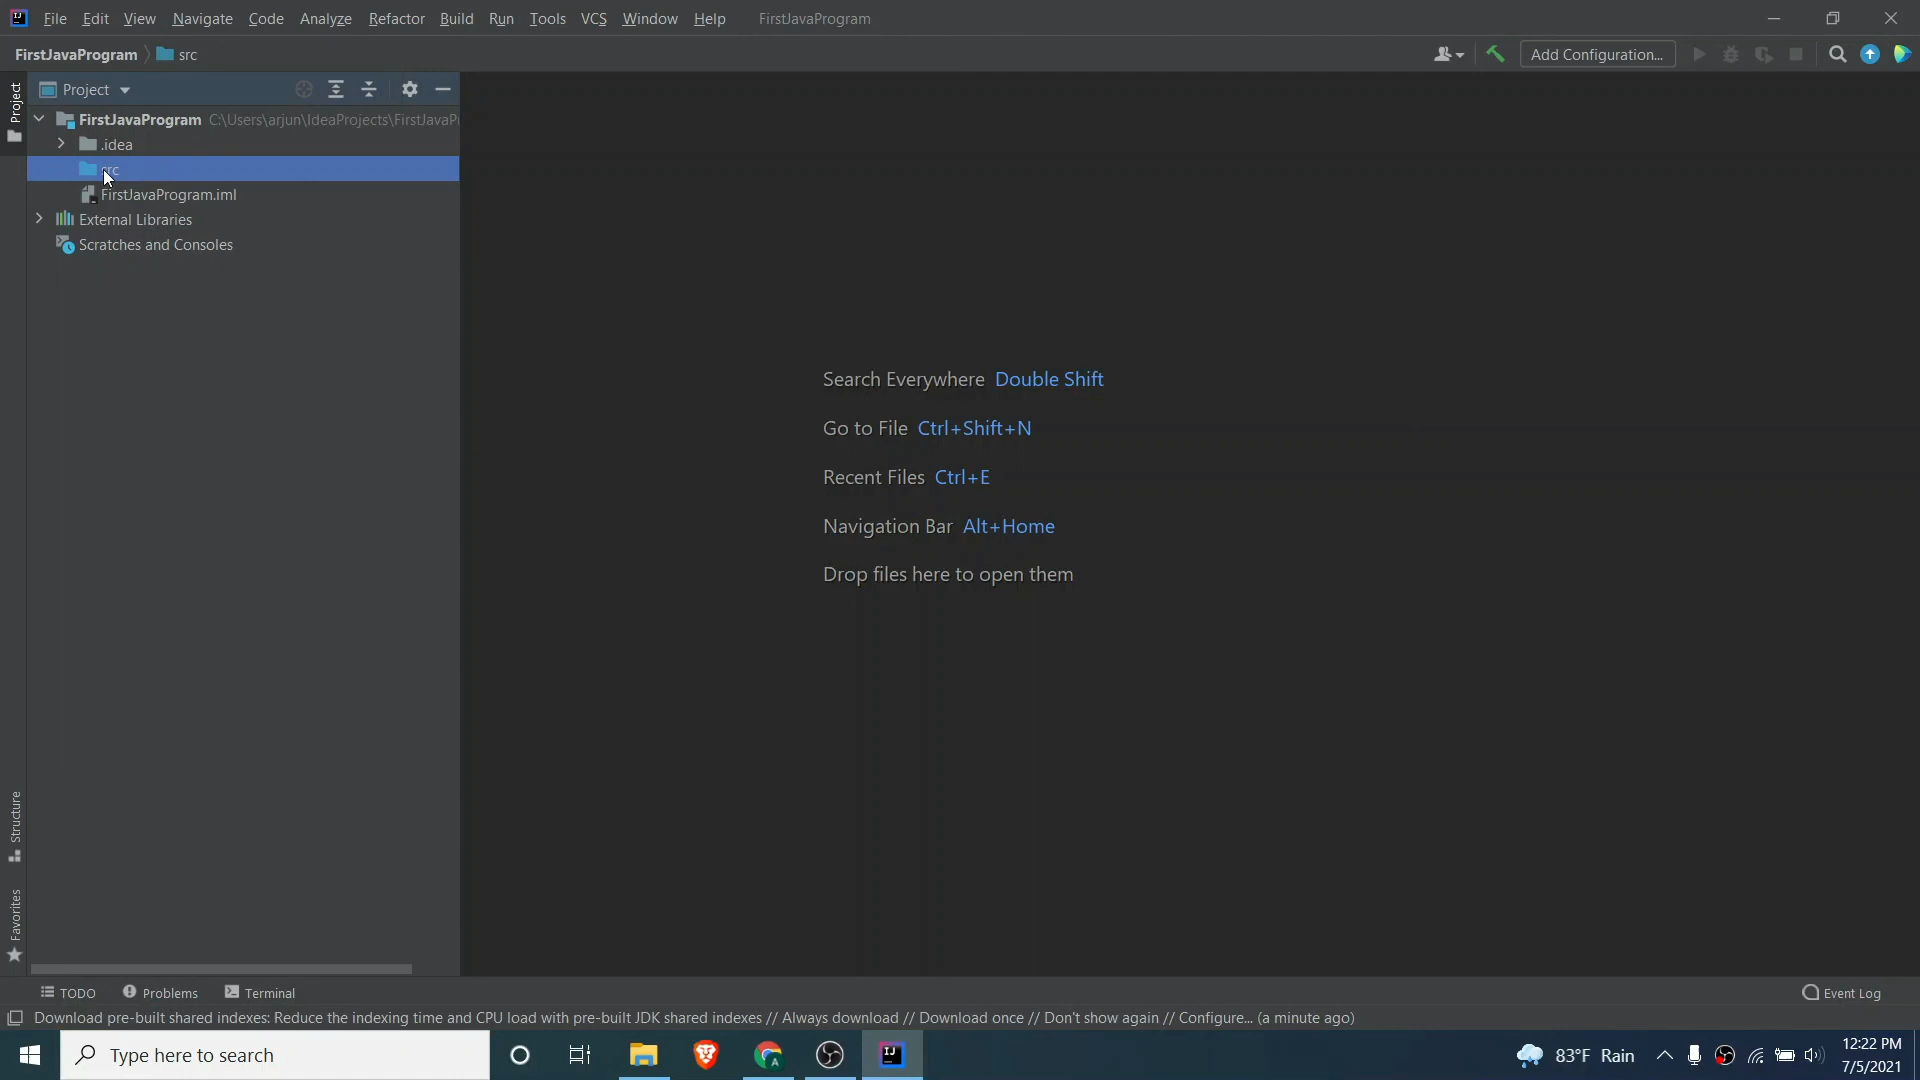 File Edit View Navigate Code Analyze Refactor Build Run Tools VCS Window Help FirstJavaProgram
FirstJavaProgram src
Add Configuration...
Project
Project
FirstJavaProgram C:\Users\arjun\IdeaProjects\FirstJavaP
.idea
src
FirstJavaProgram.iml
External Libraries
Scratches and Consoles
Search Everywhere Double Shift
Go to File Ctrl+Shift+N
Recent Files Ctrl+E
Navigation Bar Alt+Home
Drop files here to open them
Structure
Favorites
TODO Problems Terminal Event Log
Download pre-built shared indexes: Reduce the indexing time and CPU load with pre-built JDK shared indexes // Always download // Download once // Don't show again // Configure... (a minute ago)
Type here to search
83°F Rain
12:22 PM
7/5/2021